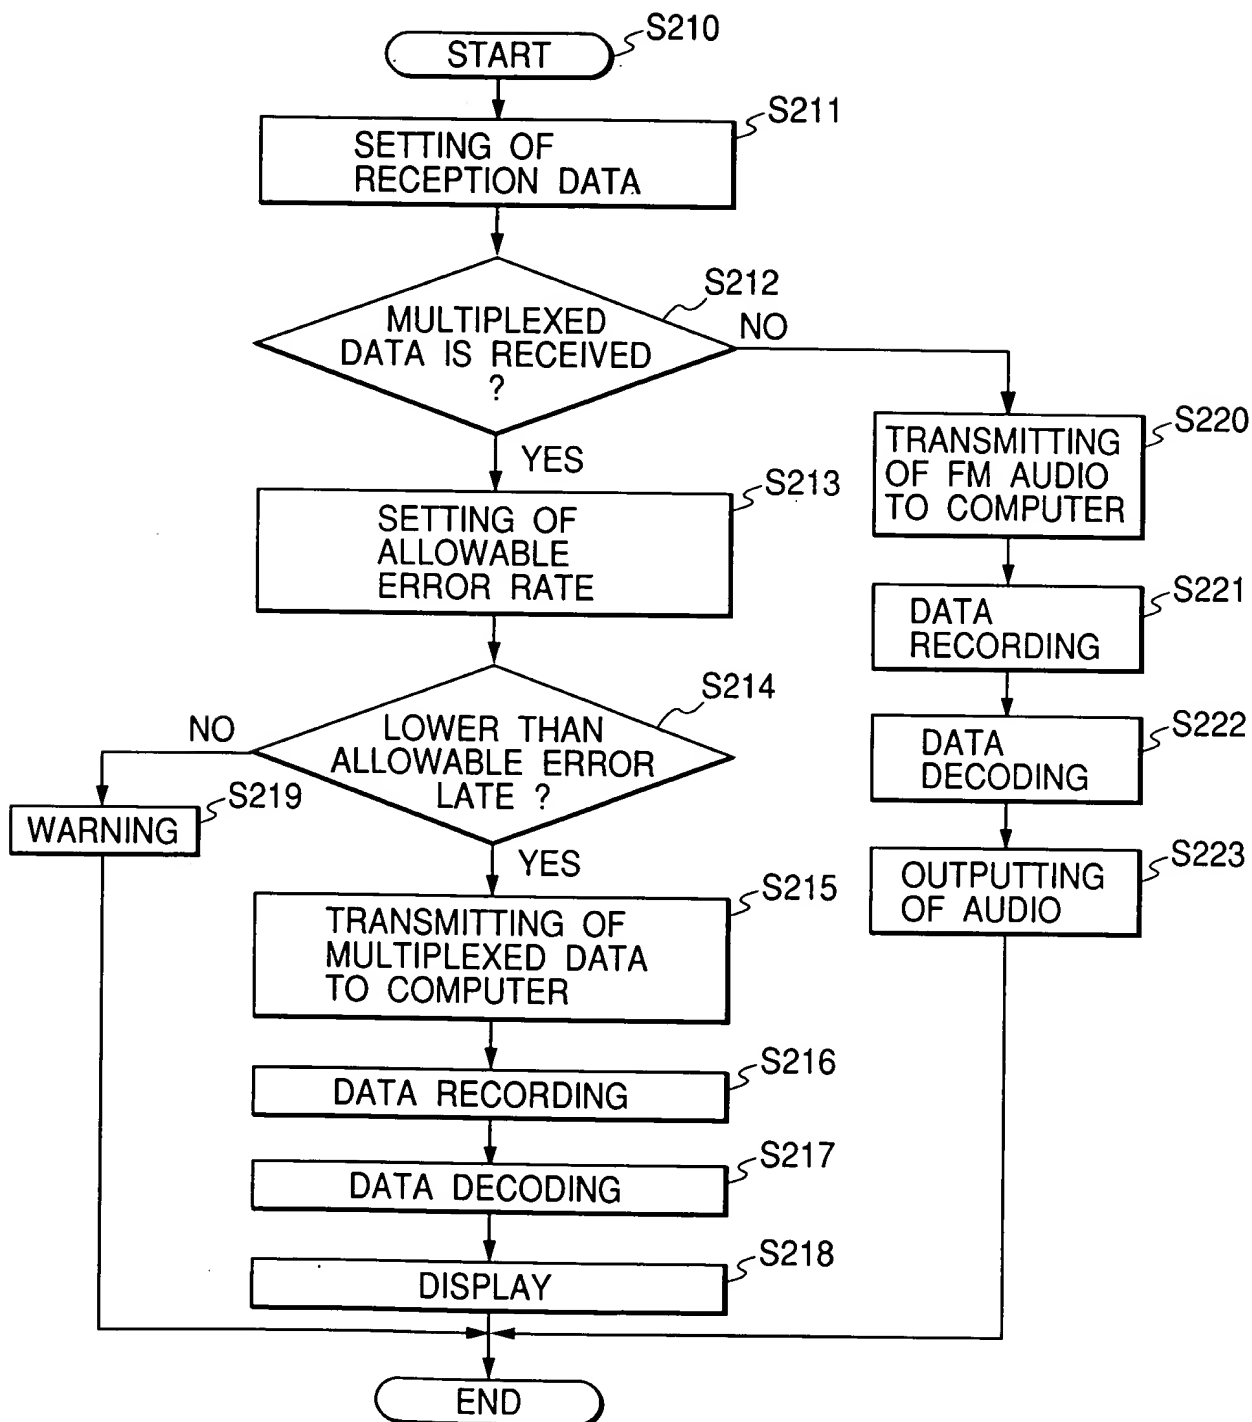 START
S210
S211
SETTING OF
RECEPTION DATA
S212
MULTIPLEXED
DATA IS RECEIVED
?
NO
YES
S213
SETTING OF
ALLOWABLE
ERROR RATE
S214
LOWER THAN
ALLOWABLE ERROR
LATE ?
NO
S219
WARNING
YES
S215
TRANSMITTING OF
MULTIPLEXED DATA
TO COMPUTER
S216
DATA RECORDING
S217
DATA DECODING
S218
DISPLAY
S220
TRANSMITTING
OF FM AUDIO
TO COMPUTER
S221
DATA
RECORDING
S222
DATA
DECODING
S223
OUTPUTTING
OF AUDIO
END